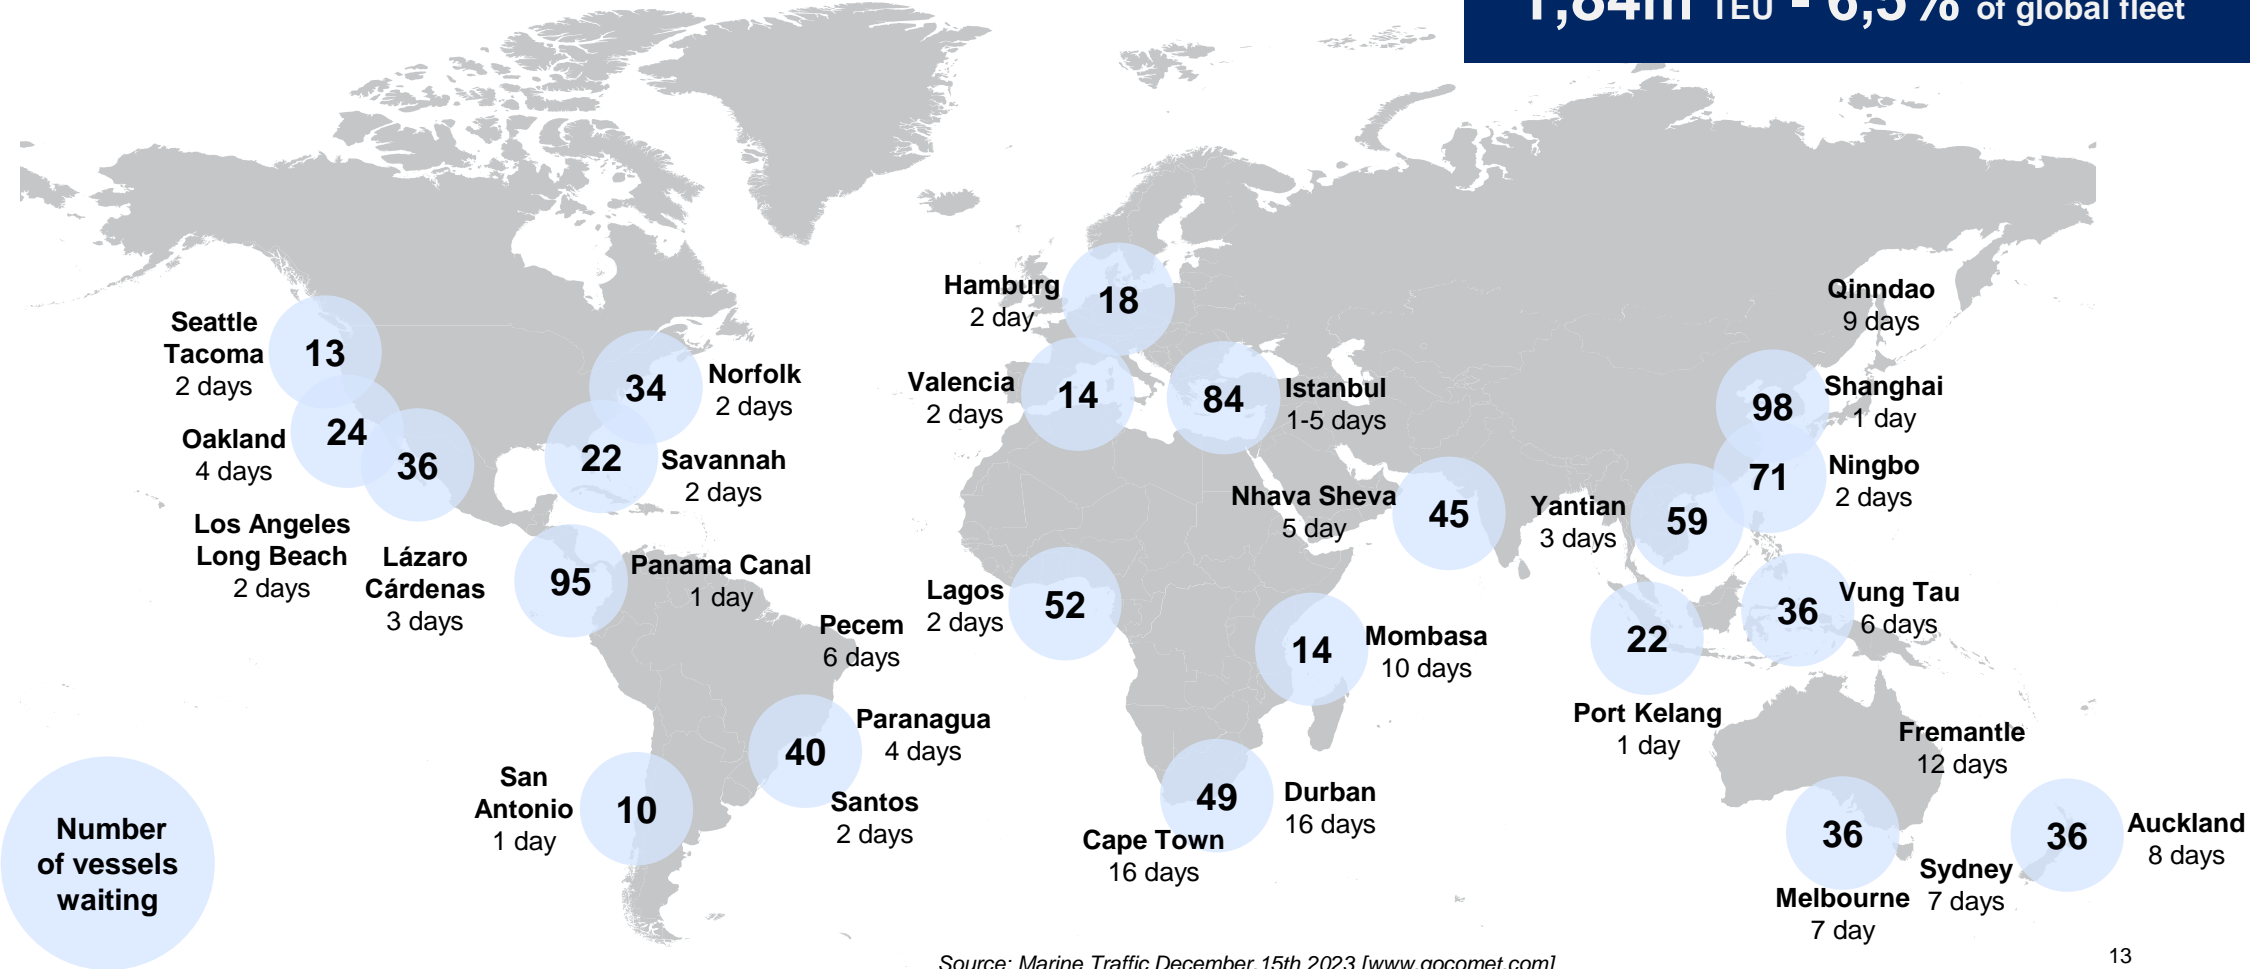 1,84m TEU - 6,5% of global fleet
Hamburg
2 day
18
Qinndao
9 days
Seattle
Tacoma
2 days
13
34
Norfolk
2 days
Valencia
2 days
14
84
Istanbul
1-5 days
98
Shanghai
1 day
Oakland
4 days
24
36
22
Savannah
2 days
Nhava Sheva
5 day
45
Yantian
3 days
59
71
Ningbo
2 days
Los Angeles
Long Beach
2 days
Lázaro
Cárdenas
3 days
95
Panama Canal
1 day
Pecem
6 days
Lagos
2 days
52
14
Mombasa
10 days
22
36
Vung Tau
6 days
Port Kelang
1 day
Fremantle
12 days
Paranagua
4 days
40
Santos
2 days
San
Antonio
1 day
10
49
Durban
16 days
Cape Town
16 days
36
Sydney
7 days
Melbourne
7 day
36
Auckland
8 days
Number
of vessels
waiting
Source: Marine Traffic December,15th 2023 [www.gocomet.com]
13